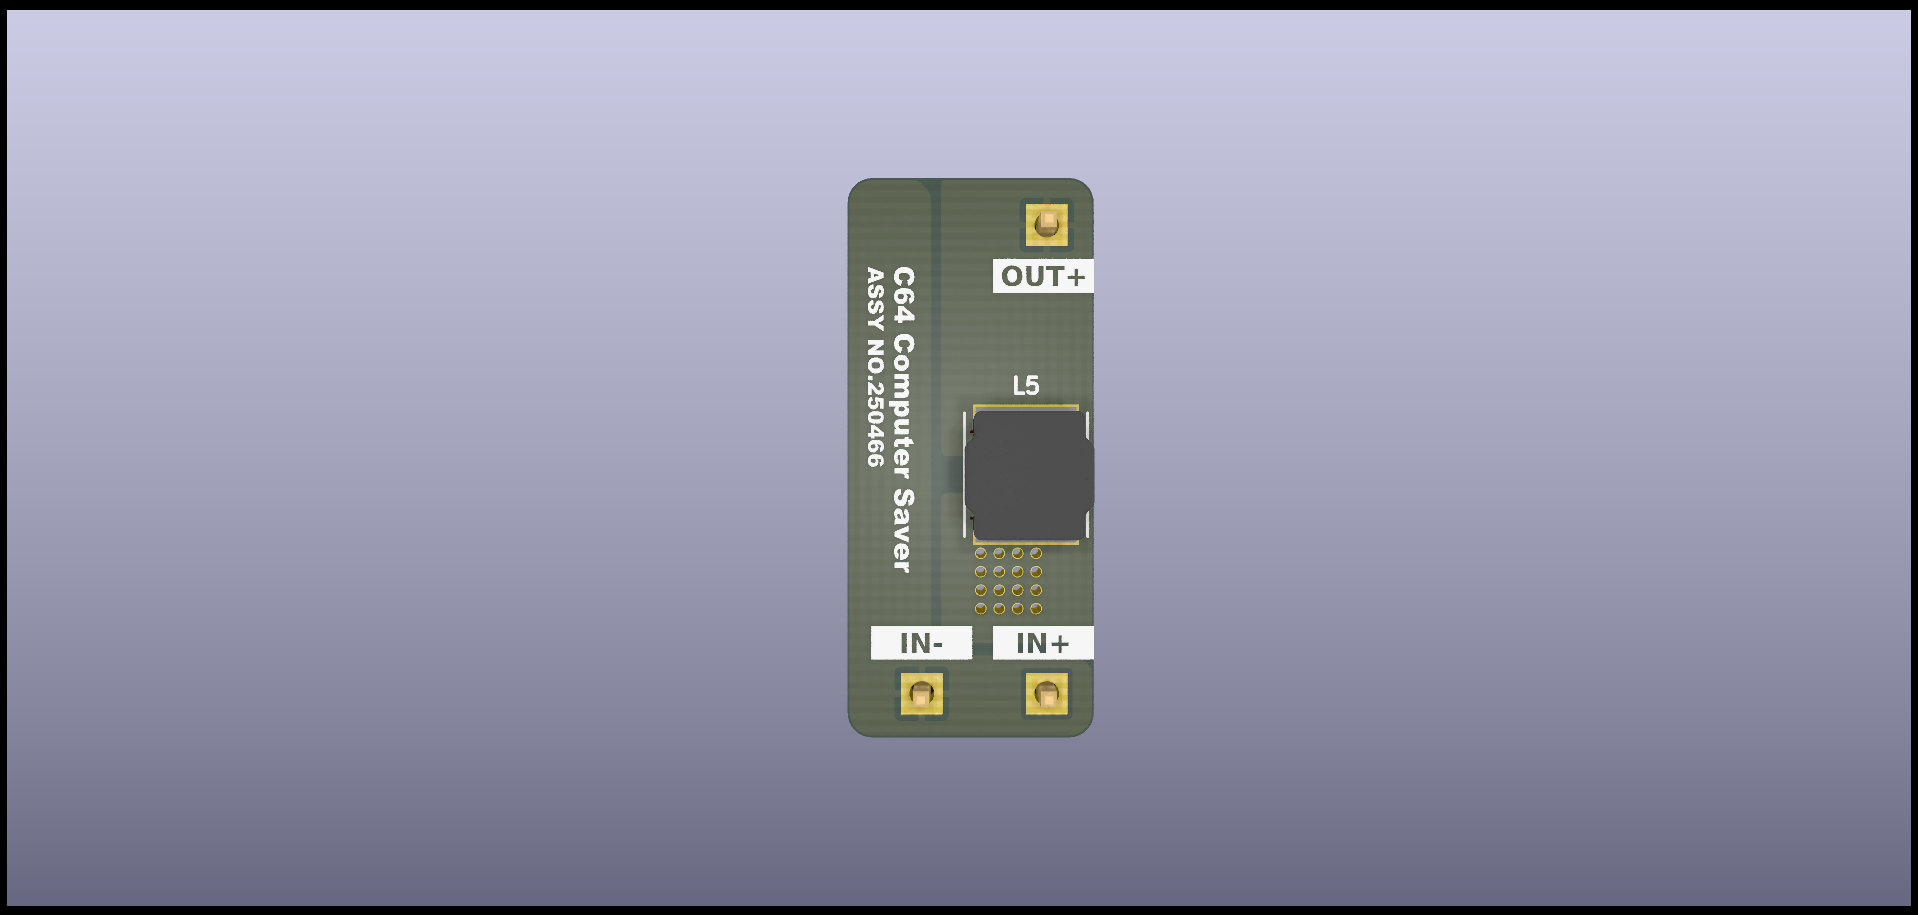 OUT+
C64 Computer Saver
ASSY NO.250466
L5
IN-
IN+